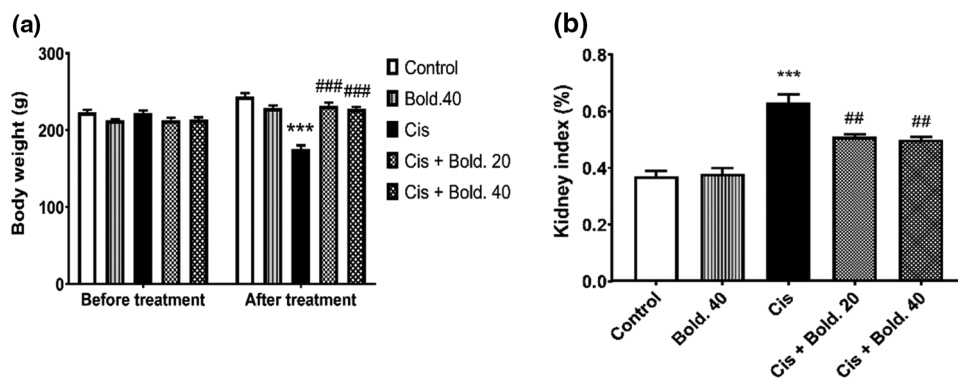 (a)
Body weight (g)
300
200
100
0
***
###
###
Before treatment
After treatment
Control
Bold.40
Cis
Cis + Bold. 20
Cis + Bold. 40
(b)
Kidney index (%)
0.8
0.6
0.4
0.2
0.0
***
##
##
Control
Bold. 40
Cis
Cis + Bold. 20
Cis + Bold. 40